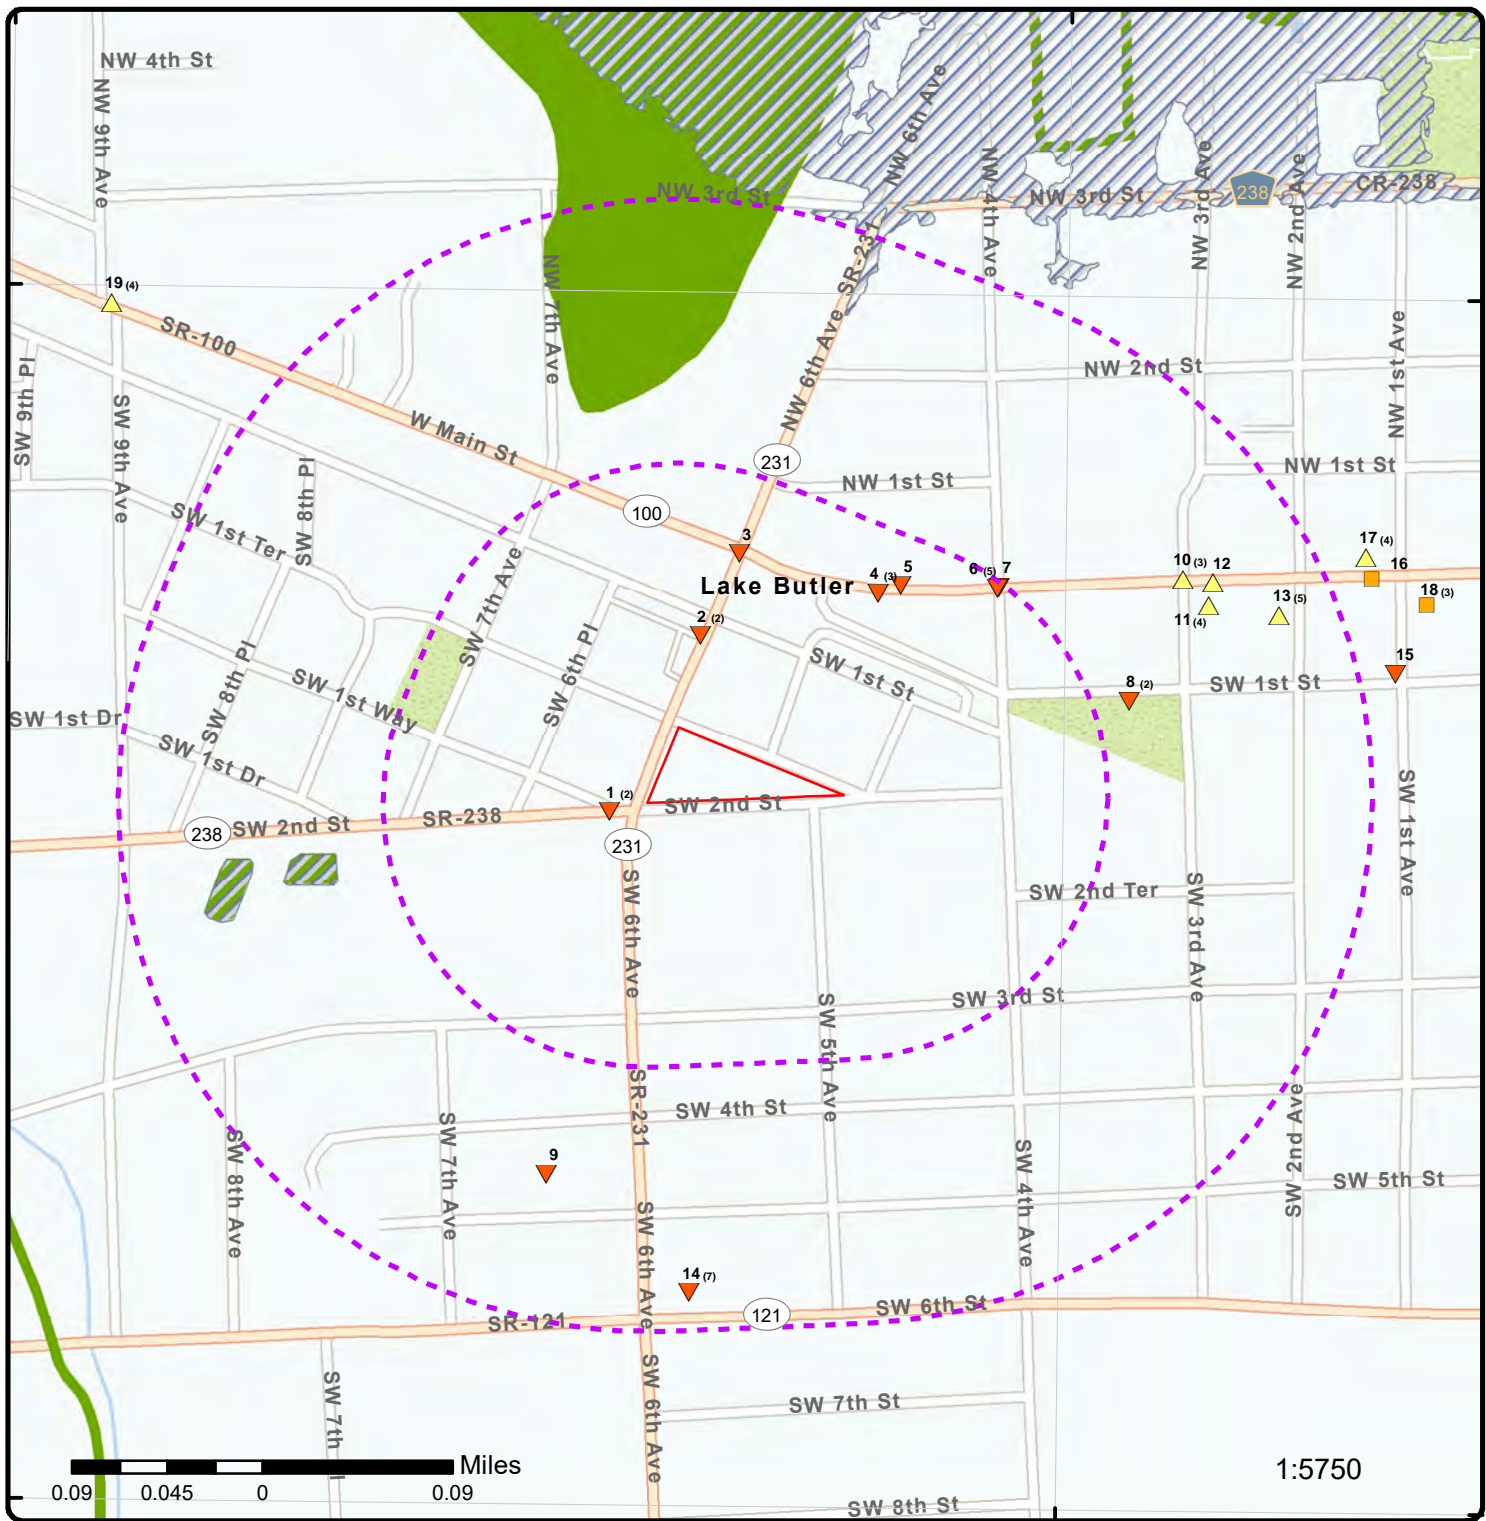 NW 4th St
NW 9th Ave
NW 6th Ave
NW 3rd St
NW 4th Ave
NW 3rd St
NW 3rd Ave
238
NW 2nd Ave
CR-238
19 (4)
SR-100
NW 7th Ave
SR-231
NW 6th Ave
NW 2nd St
NW 1st Ave
SW 9th Pl
SW 9th Ave
W Main St
231
NW 1st St
NW 1st St
SW 8th Pl
SW 1st Ter
100
3
Lake Butler
4 (3)
5
6 (5)
7
10 (3)
12
17 (4)
16
11 (4)
13 (5)
18 (3)
SW 7th Ave
2 (2)
SW 6th Pl
SW 1st St
8 (2)
SW 1st St
15
SW 1st Dr
SW 8th Pl
SW 1st Way
SW 1st Dr
1 (2)
SW 2nd St
238
SW 2nd St
SR-238
231
SW 1st Ave
SW 6th Ave
SW 2nd Ter
SW 3rd Ave
SW 3rd St
SW 5th Ave
SR-231
SW 4th St
SW 8th Ave
SW 7th Ave
9
SW 4th Ave
SW 2nd Ave
SW 5th St
SW 6th Ave
14 (7)
SR-121
121
SW 6th St
SW 7th
SW 6th Ave
SW 7th St
Miles
0.09 0.045 0 0.09
1:5750
SW 8th St